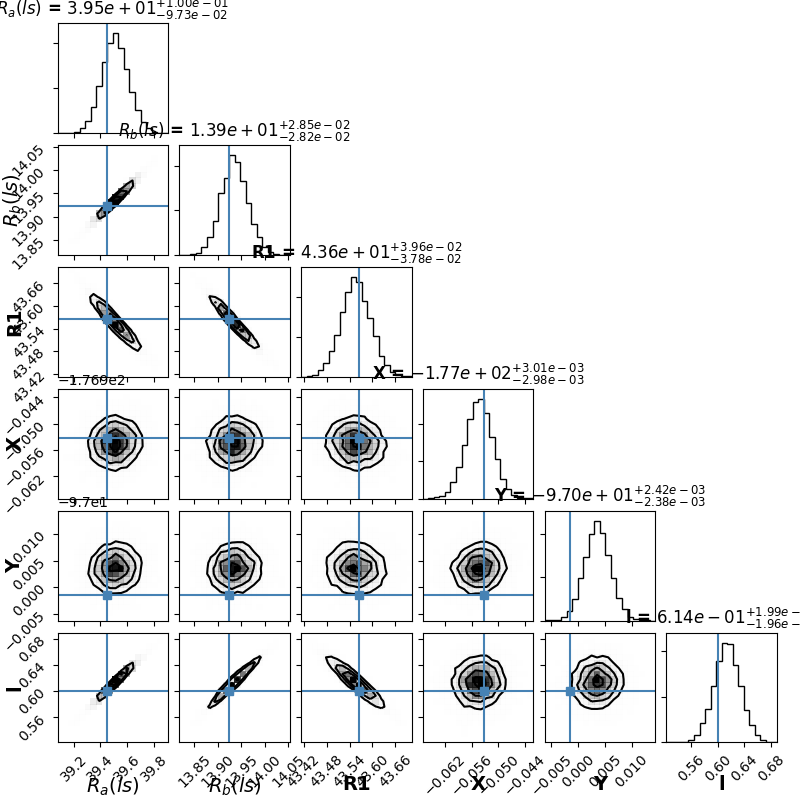 R_a(ls) = 3.95e+01 +1.00e−01 −9.73e−02
R_b(ls) = 1.39e+01 +2.85e−02 −2.82e−02
R_b(ls)
14.05
14.00
13.95
13.90
13.85
R1 = 4.36e+01 +3.96e−02 −3.78e−02
R1
43.66
43.60
43.54
43.48
43.42
X = −1.77e+02 +3.01e−03 −2.98e−03
−1.769e2
X
−0.044
−0.050
−0.056
−0.062
Y = −9.70e+01 +2.42e−03 −2.38e−03
−9.7e1
Y
0.010
0.005
0.000
−0.005
I = 6.14e−01 +1.99e− −1.96e−
I
0.68
0.64
0.60
0.56
39.2 39.4 39.6 39.8
13.85 13.90 13.95 14.00 14.05
43.42 43.48 43.54 43.60 43.66
−0.062 −0.056 −0.050 −0.044
−0.005 0.000 0.005 0.010
0.56 0.60 0.64 0.68
R_a(ls) R_b(ls) R1 X Y I